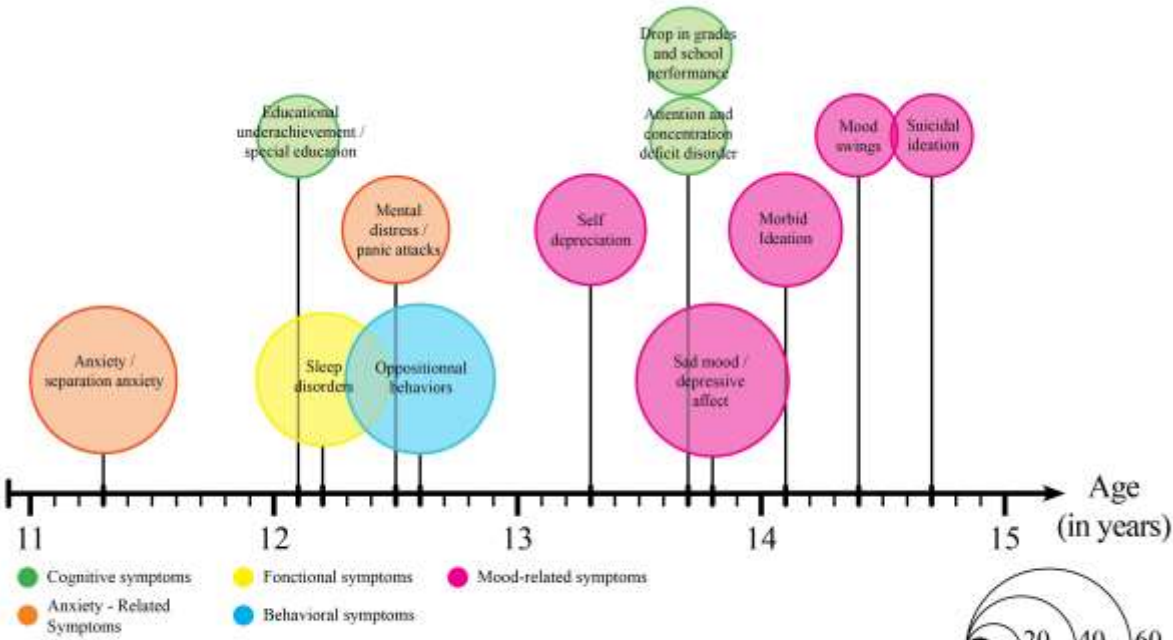 Drop in grades
and school
performance
Attention and
concentration
deficit disorder
Educational
underachievement /
special education
Mood
swings
Suicidal
ideation
Mental
distress /
panic attacks
Self
depreciation
Morbid
Ideation
Anxiety /
separation anxiety
Sleep
disorders
Oppositionnal
behaviors
Sad mood /
depressive
affect
11 12 13 14 15
Age
(in years)
Cognitive symptoms
Fonctional symptoms
Mood-related symptoms
Anxiety - Related
Symptoms
Behavioral symptoms
20 40 60